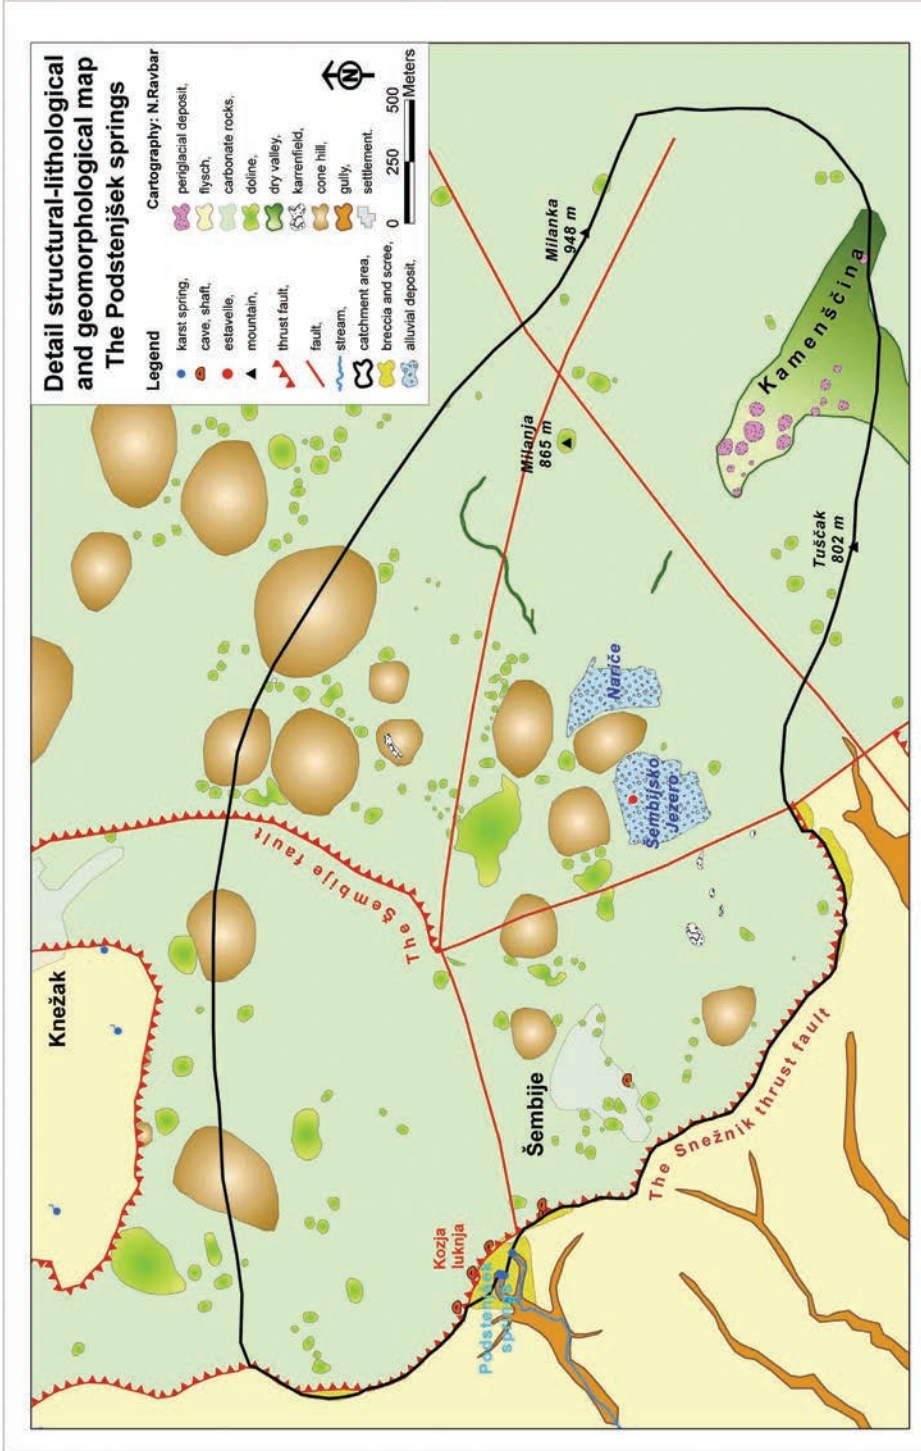 Detail structural-lithological
and geomorphological map
The Podstenjšek springs
Legend
Cartography: N.Ravbar
karst spring,
cave, shaft,
estavelle,
mountain,
thrust fault,
fault,
stream,
catchment area,
breccia and scree,
alluvial deposit,
periglacial deposit,
flysch,
carbonate rocks,
doline,
dry valley,
karrenfield,
cone hill,
gully,
settlement.
N
0 250 500
Meters
Knežak
The Šembije fault
Milanka
948 m
Milanja
865 m
Kamenščina
Tuščak
802 m
Nariče
Šembijsko
jezero
Šembije
The Snežnik thrust fault
Kozja
luknja
Podstenjšek
springs